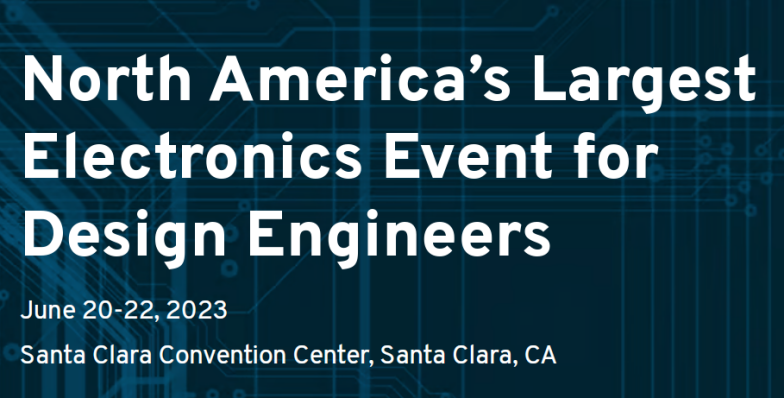 North America’s Largest
Electronics Event for
Design Engineers
June 20-22, 2023
Santa Clara Convention Center, Santa Clara, CA